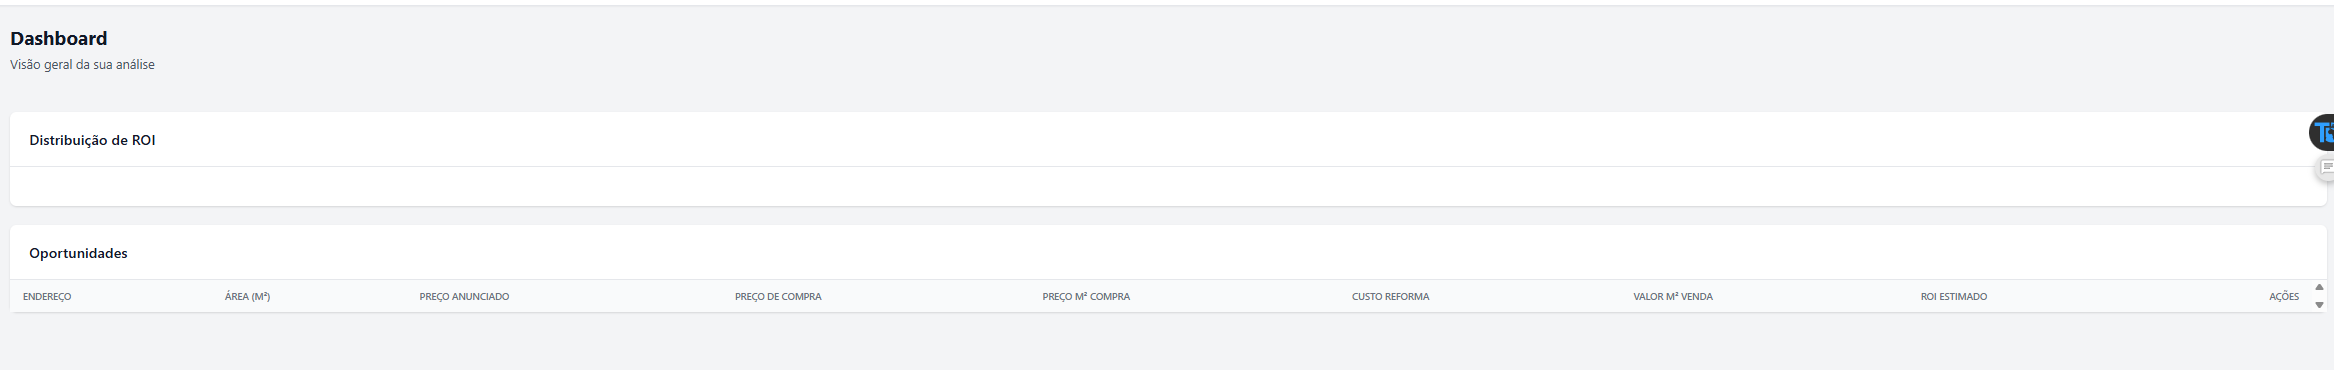 Dashboard
Visão geral da sua análise
Distribuição de ROI
Oportunidades
ENDEREÇO ÁREA (M²) PREÇO ANUNCIADO PREÇO DE COMPRA PREÇO M² COMPRA CUSTO REFORMA VALOR M² VENDA ROI ESTIMADO AÇÕES